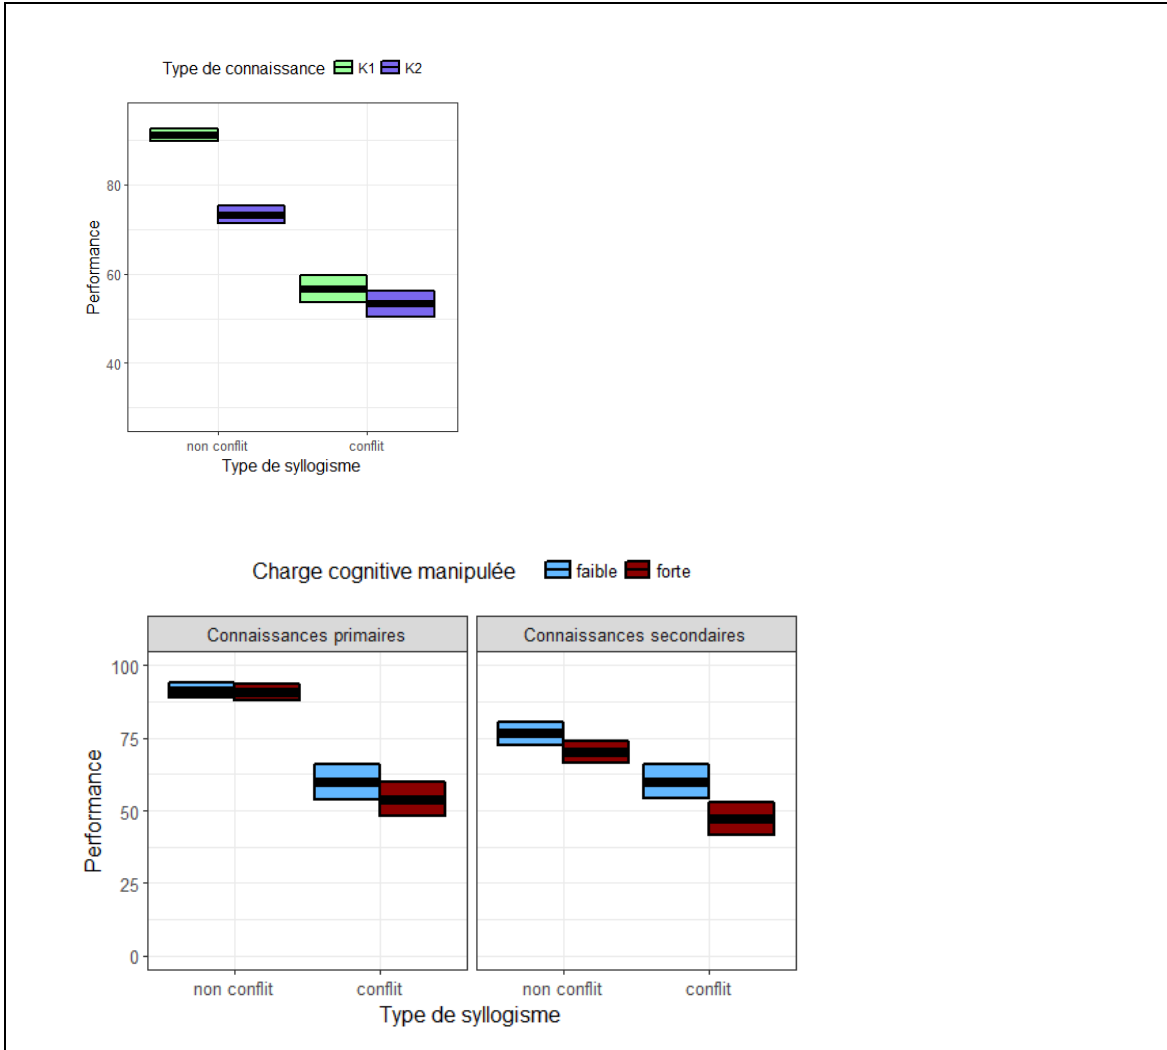 Type de connaissance K1 K2
80
60
40
Performance
non conflit conflit
Type de syllogisme
Charge cognitive manipulée faible forte
Connaissances primaires Connaissances secondaires
100
75
50
25
0
Performance
non conflit conflit non conflit conflit
Type de syllogisme